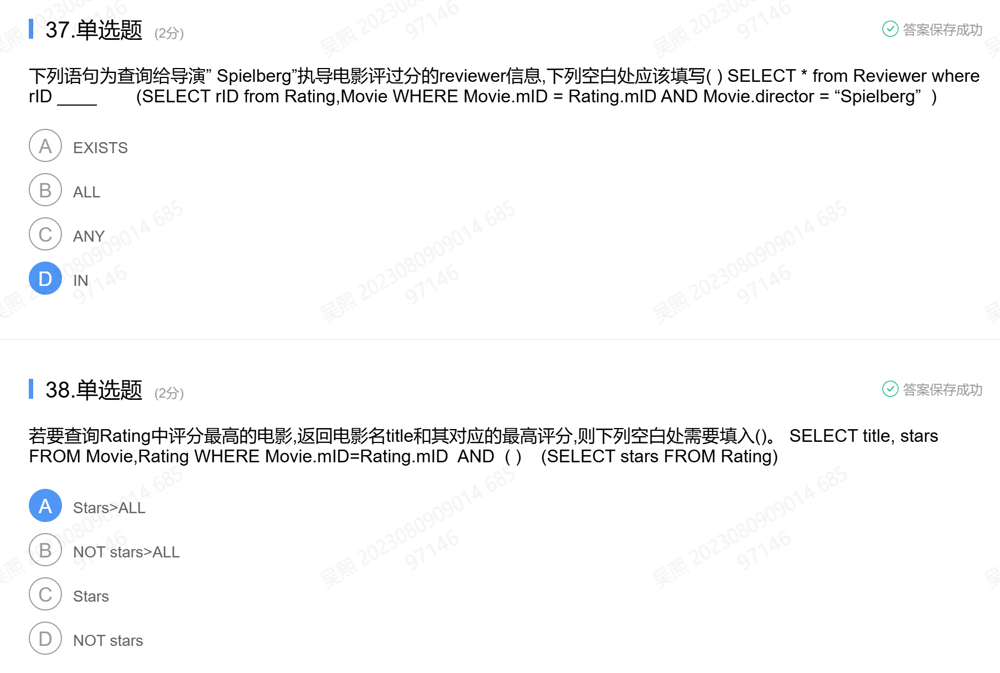 37.单选题 (2分) 答案保存成功
下列语句为查询给导演” Spielberg”执导电影评过分的reviewer信息,下列空白处应该填写( ) SELECT * from Reviewer where
rID ____ (SELECT rID from Rating,Movie WHERE Movie.mID = Rating.mID AND Movie.director = “Spielberg” )
A EXISTS
B ALL
C ANY
D IN
38.单选题 (2分) 答案保存成功
若要查询Rating中评分最高的电影,返回电影名title和其对应的最高评分,则下列空白处需要填入()。 SELECT title, stars
FROM Movie,Rating WHERE Movie.mID=Rating.mID AND ( ) (SELECT stars FROM Rating)
A Stars>ALL
B NOT stars>ALL
C Stars
D NOT stars
吴熙 202308090901​4 685
97146